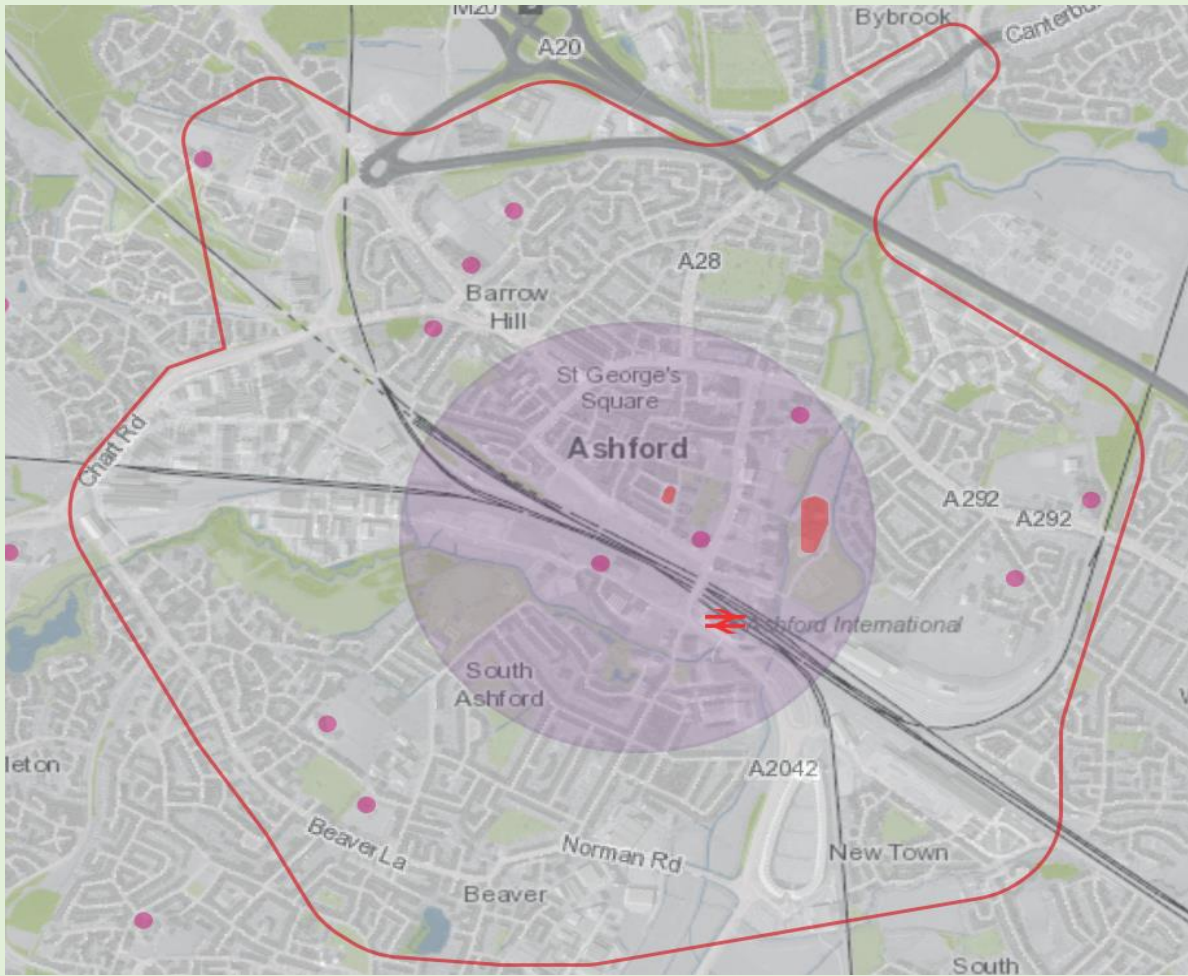 M20
A20
Bybrook
A28
Barrow
Hill
St George's
Square
Ashford
Chart Rd
A292
A292
Ashford International
South
Ashford
leton
A2042
Beaver La
Norman Rd
New Town
Beaver
South